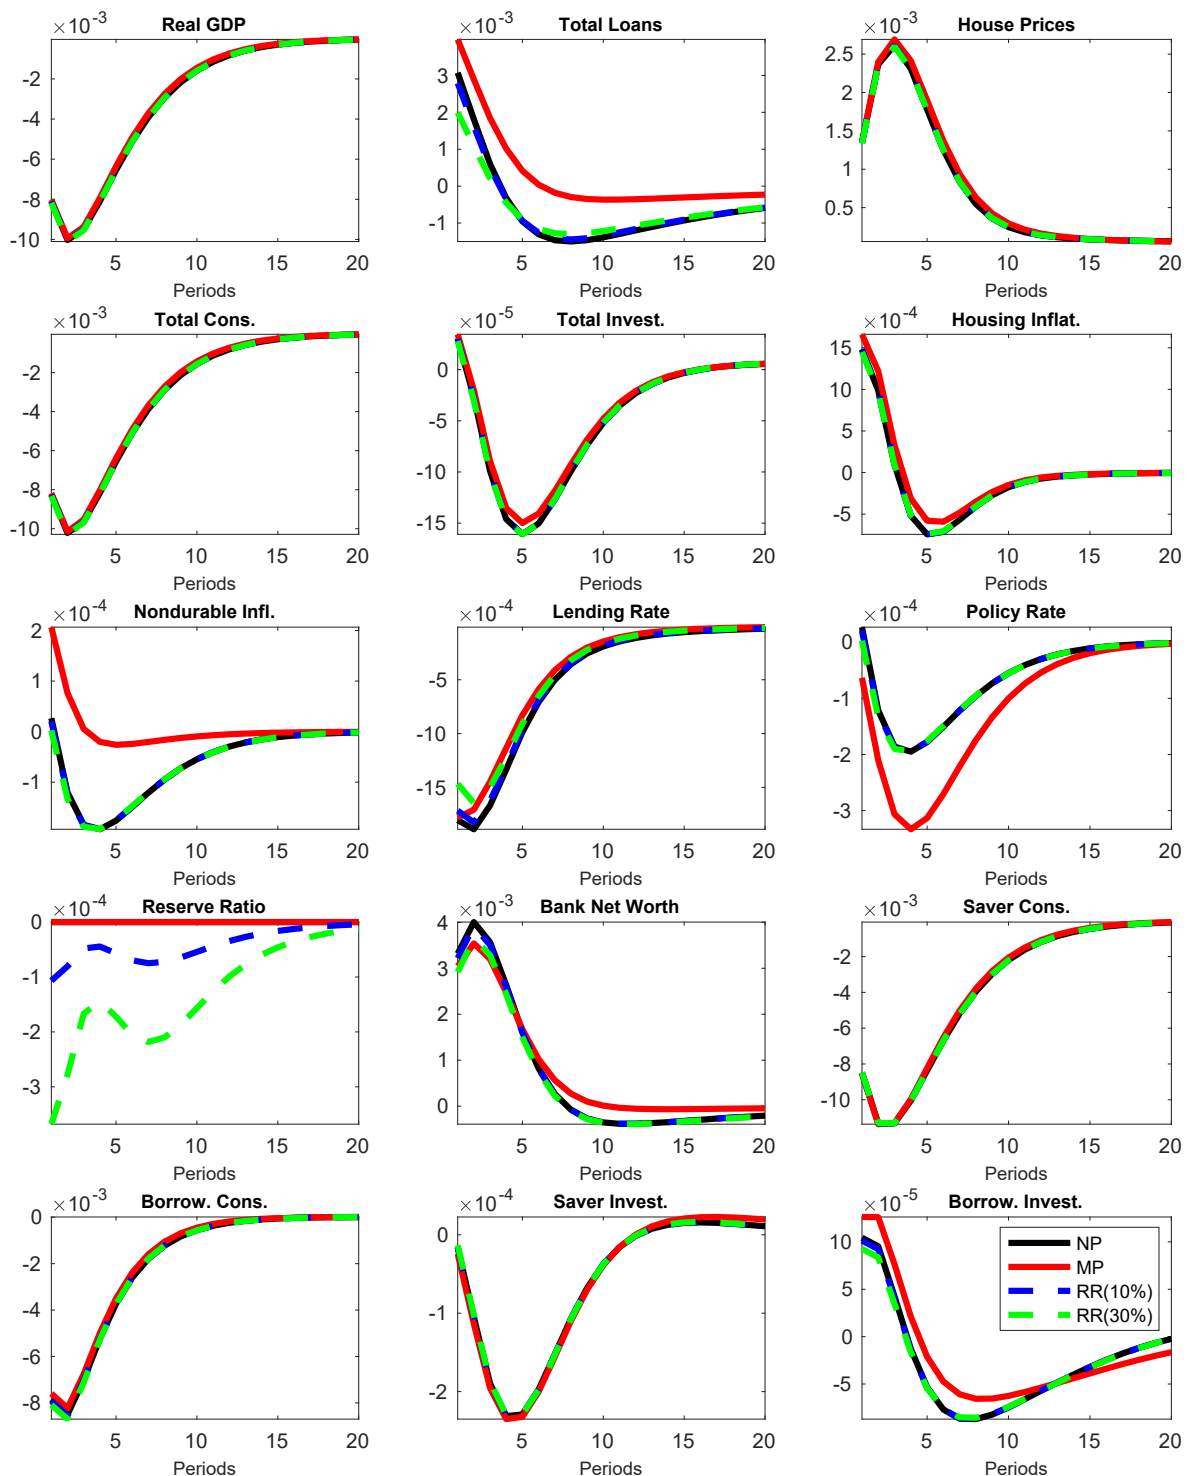 ×10⁻³ Real GDP
-2
-4
-6
-8
-10
5 10 15 20
Periods
×10⁻³ Total Loans
3
2
1
0
-1
5 10 15 20
Periods
×10⁻³ House Prices
2.5
2
1.5
1
0.5
5 10 15 20
Periods
×10⁻³ Total Cons.
-2
-4
-6
-8
-10
5 10 15 20
Periods
×10⁻⁵ Total Invest.
0
-5
-10
-15
5 10 15 20
Periods
×10⁻⁴ Housing Inflat.
15
10
5
0
-5
5 10 15 20
Periods
×10⁻⁴ Nondurable Infl.
2
1
0
-1
5 10 15 20
Periods
×10⁻⁴ Lending Rate
-5
-10
-15
5 10 15 20
Periods
×10⁻⁴ Policy Rate
0
-1
-2
-3
5 10 15 20
Periods
×10⁻⁴ Reserve Ratio
0
-1
-2
-3
5 10 15 20
Periods
×10⁻³ Bank Net Worth
4
3
2
1
0
5 10 15 20
Periods
×10⁻³ Saver Cons.
-2
-4
-6
-8
-10
5 10 15 20
Periods
×10⁻³ Borrow. Cons.
0
-2
-4
-6
-8
5 10 15 20
Periods
×10⁻⁴ Saver Invest.
0
-1
-2
5 10 15 20
Periods
×10⁻⁵ Borrow. Invest.
10
5
0
-5
5 10 15 20
Periods
NP
MP
RR(10%)
RR(30%)